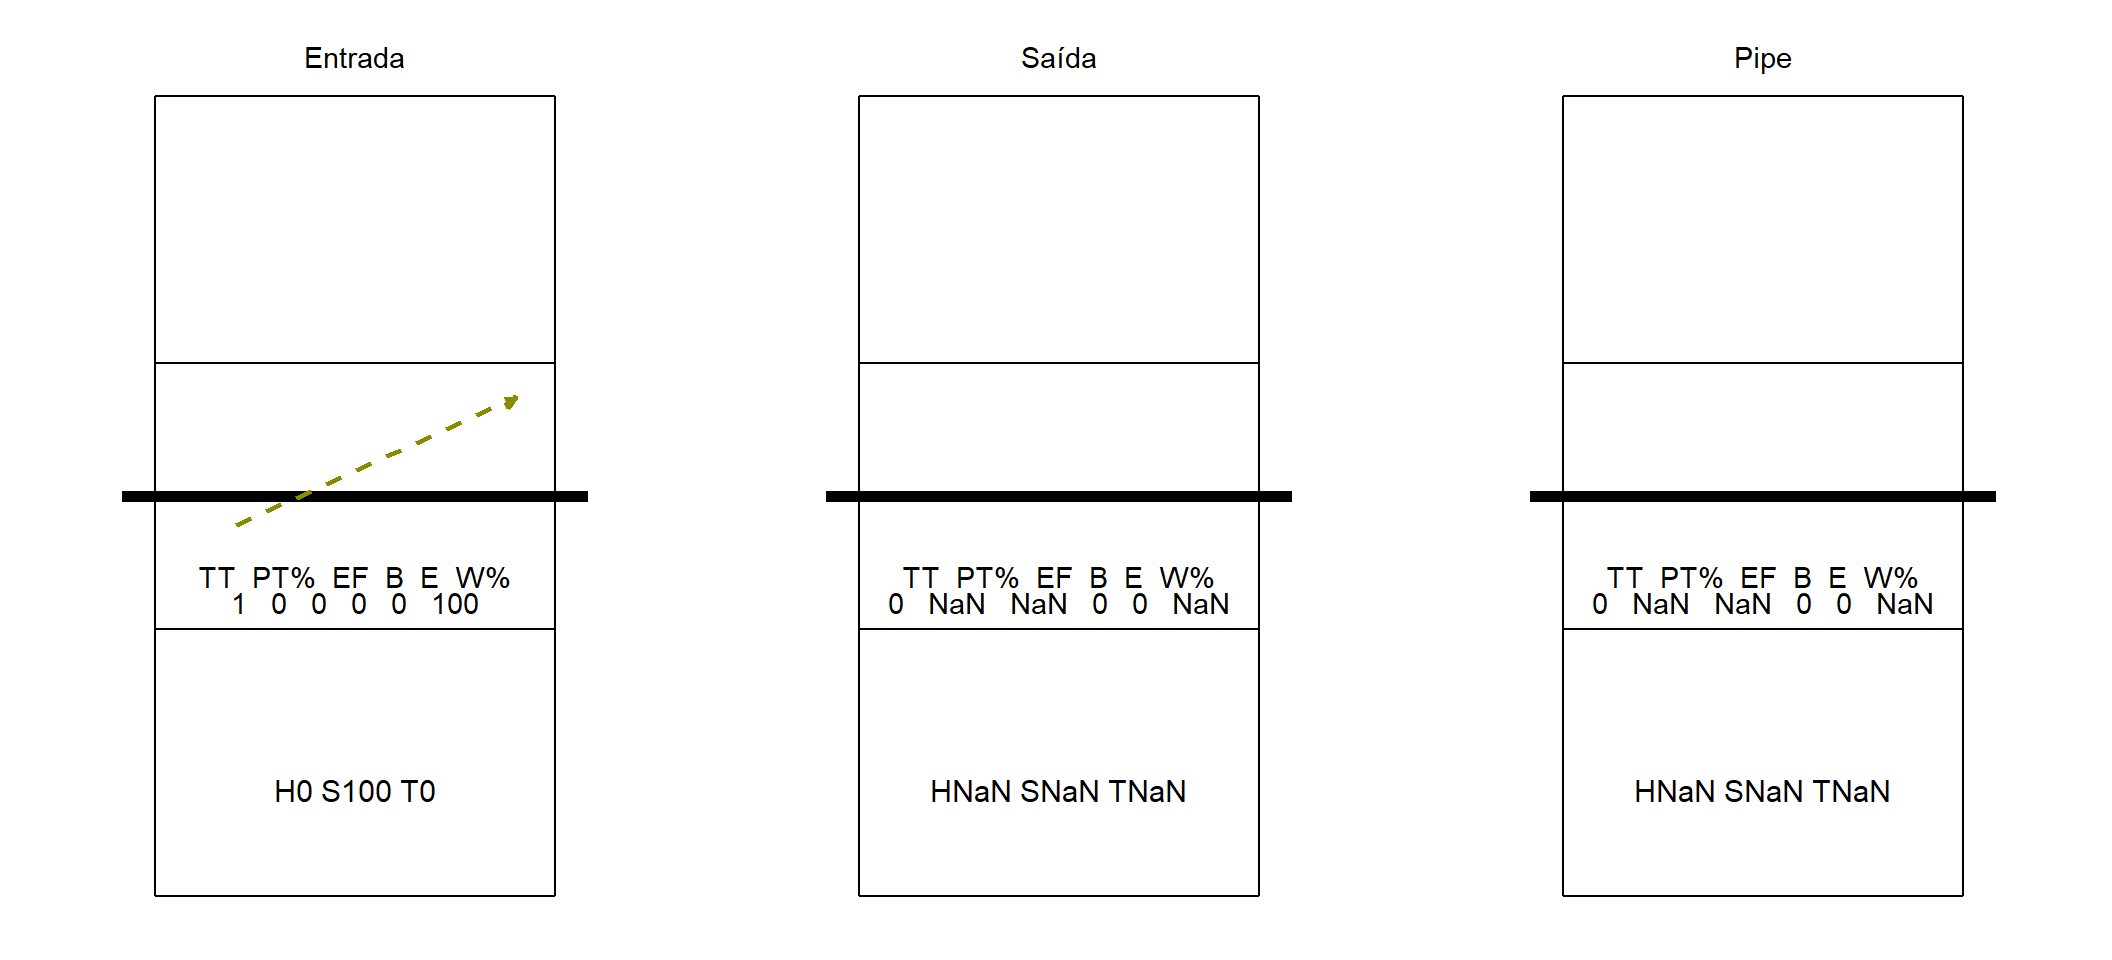 Entrada
TT PT% EF B E W%
1 0 0 0 0 100
H0 S100 T0
Saída
TT PT% EF B E W%
0 NaN NaN 0 0 NaN
HNaN SNaN TNaN
Pipe
TT PT% EF B E W%
0 NaN NaN 0 0 NaN
HNaN SNaN TNaN